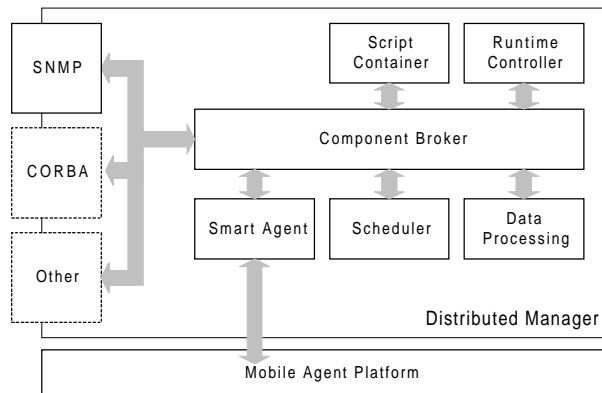 SNMP
Script
Container
Runtime
Controller
Component Broker
CORBA
Smart Agent
Scheduler
Data
Processing
Other
Distributed Manager
Mobile Agent Platform